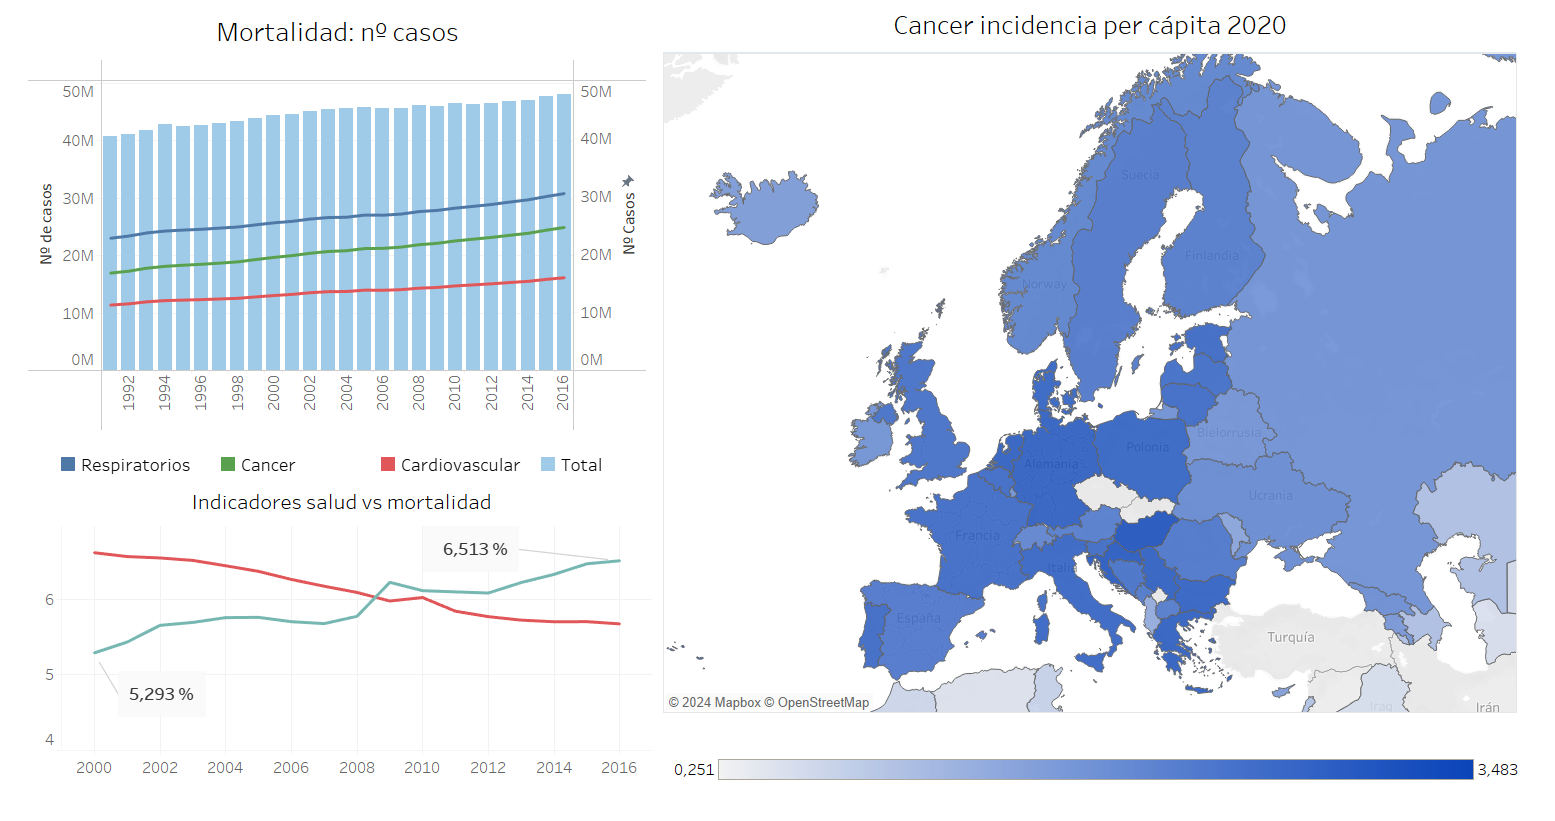 Mortalidad: nº casos
50M
40M
30M
20M
10M
0M
Nº de casos
50M
40M
30M
20M
10M
0M
Nº Casos
1992
1994
1996
1998
2000
2002
2004
2006
2008
2010
2012
2014
2016
Respiratorios
Cancer
Cardiovascular
Total
Indicadores salud vs mortalidad
6,513 %
5,293 %
6
5
4
2000
2002
2004
2006
2008
2010
2012
2014
2016
Cancer incidencia per cápita 2020
Suecia
Finlandia
Norway
Bielorrusia
Polonia
Alemania
Ucrania
Francia
Italia
España
Turquía
Iraq
Irán
© 2024 Mapbox © OpenStreetMap
0,251
3,483